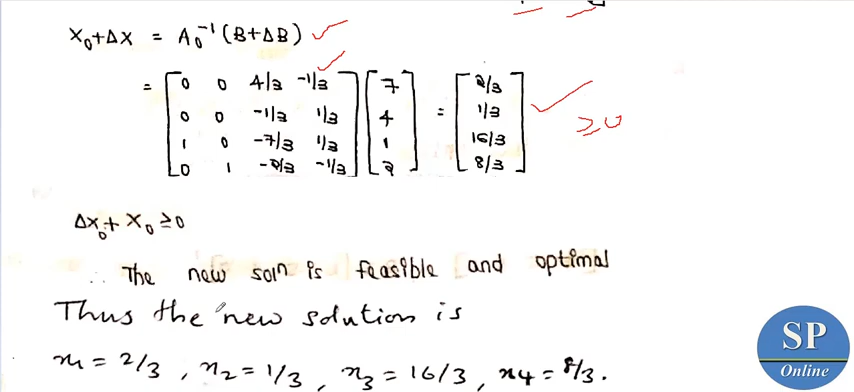 X₀+ΔX = A₀⁻¹ (B+ΔB)
= [0 0 4/3 -1/3] [7] = [2/3]
[0 0 -1/3 1/3] [4] [1/3] ≥0
[1 0 -7/3 1/3] [1] [16/3]
[0 1 -2/3 -1/3] [2] [8/3]
ΔX₀+ X₀ ≥0
∴ The new soln is feasible and optimal
Thus the new solution is
x1 = 2/3 , x2 = 1/3 , x3 = 16/3 , x4 = 8/3.
SP
Online